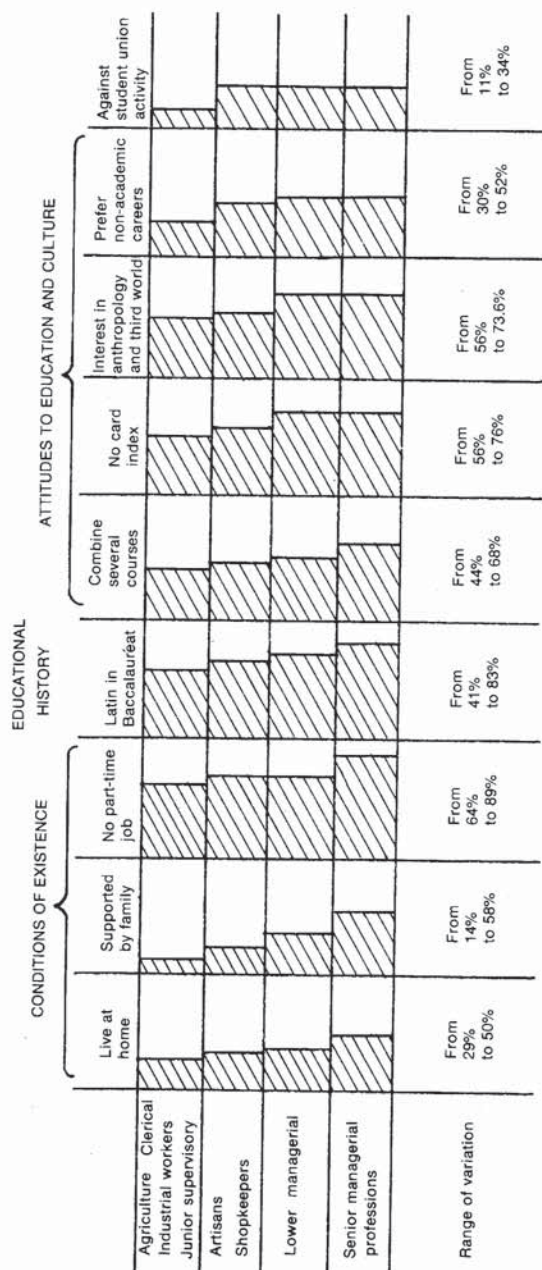 CONDITIONS OF EXISTENCE
EDUCATIONAL
HISTORY
ATTITUDES TO EDUCATION AND CULTURE
Live at
home
Supported
by family
No part-time
job
Latin in
Baccalauréat
Combine
several
courses
No card
index
Interest in
anthropology
and third world
Prefer
non-academic
careers
Against
student union
activity
Agriculture Clerical
Industrial workers
Junior supervisory
Artisans
Shopkeepers
Lower managerial
Senior managerial
professions
Range of variation
From
29%
to 50%
From
14%
to 58%
From
64%
to 89%
From
41%
to 83%
From
44%
to 68%
From
56%
to 76%
From
56%
to 73.6%
From
30%
to 52%
From
11%
to 34%